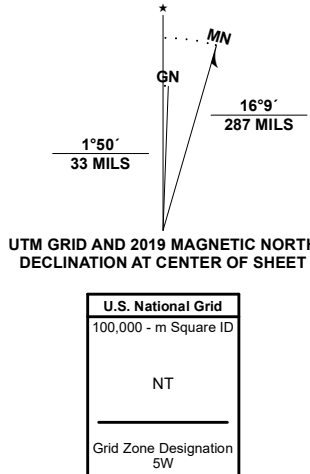 ★
MN
GN
16°9´
287 MILS
1°50´
33 MILS
UTM GRID AND 2019 MAGNETIC NORTH
DECLINATION AT CENTER OF SHEET
U.S. National Grid
100,000 - m Square ID
NT
Grid Zone Designation
5W